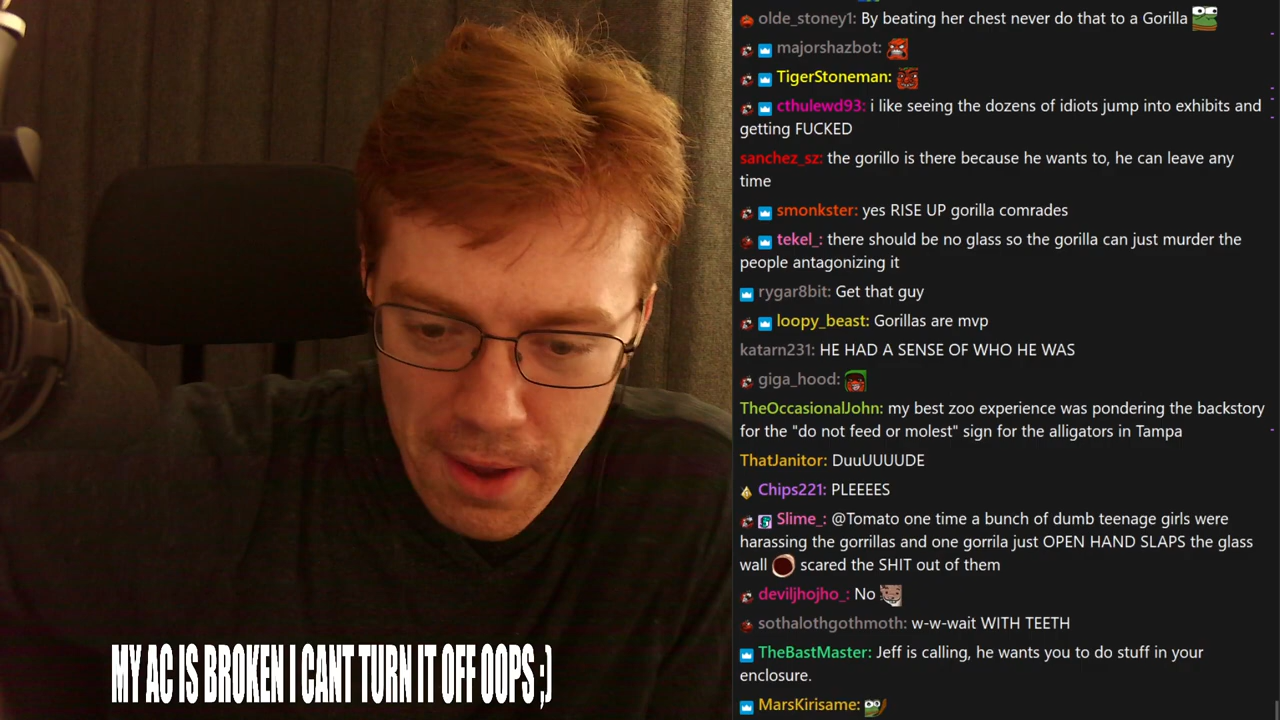 olde_stoney1: By beating her chest never do that to a Gorilla
majorshazbot:
TigerStoneman:
cthulewd93: i like seeing the dozens of idiots jump into exhibits and
getting FUCKED
sanchez_sz: the gorillo is there because he wants to, he can leave any
time
smonkster: yes RISE UP gorilla comrades
tekel_: there should be no glass so the gorilla can just murder the
people antagonizing it
rygar8bit: Get that guy
loopy_beast: Gorillas are mvp
katarn231: HE HAD A SENSE OF WHO HE WAS
giga_hood:
TheOccasionalJohn: my best zoo experience was pondering the backstory
for the "do not feed or molest" sign for the alligators in Tampa
ThatJanitor: DuuUUUUDE
Chips221: PLEEEES
Slime_: @Tomato one time a bunch of dumb teenage girls were
harassing the gorrillas and one gorrila just OPEN HAND SLAPS the glass
wall scared the SHIT out of them
deviljhojho_: No
sothalothgothmoth: w-w-wait WITH TEETH
TheBastMaster: Jeff is calling, he wants you to do stuff in your
enclosure.
MarsKirisame:
MY AC IS BROKEN I CANT TURN IT OFF OOPS ;)